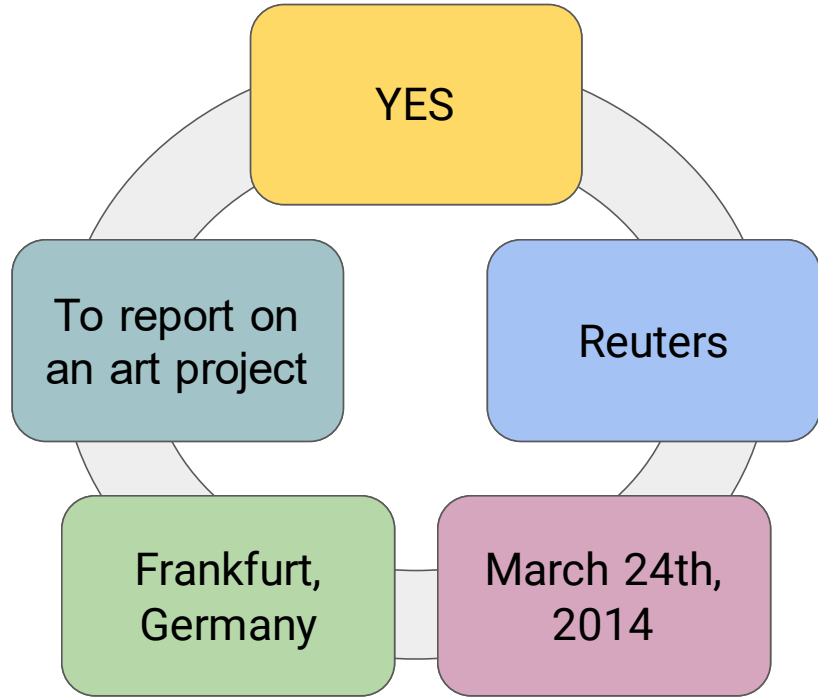 YES
To report on
an art project
Reuters
Frankfurt,
Germany
March 24th,
2014